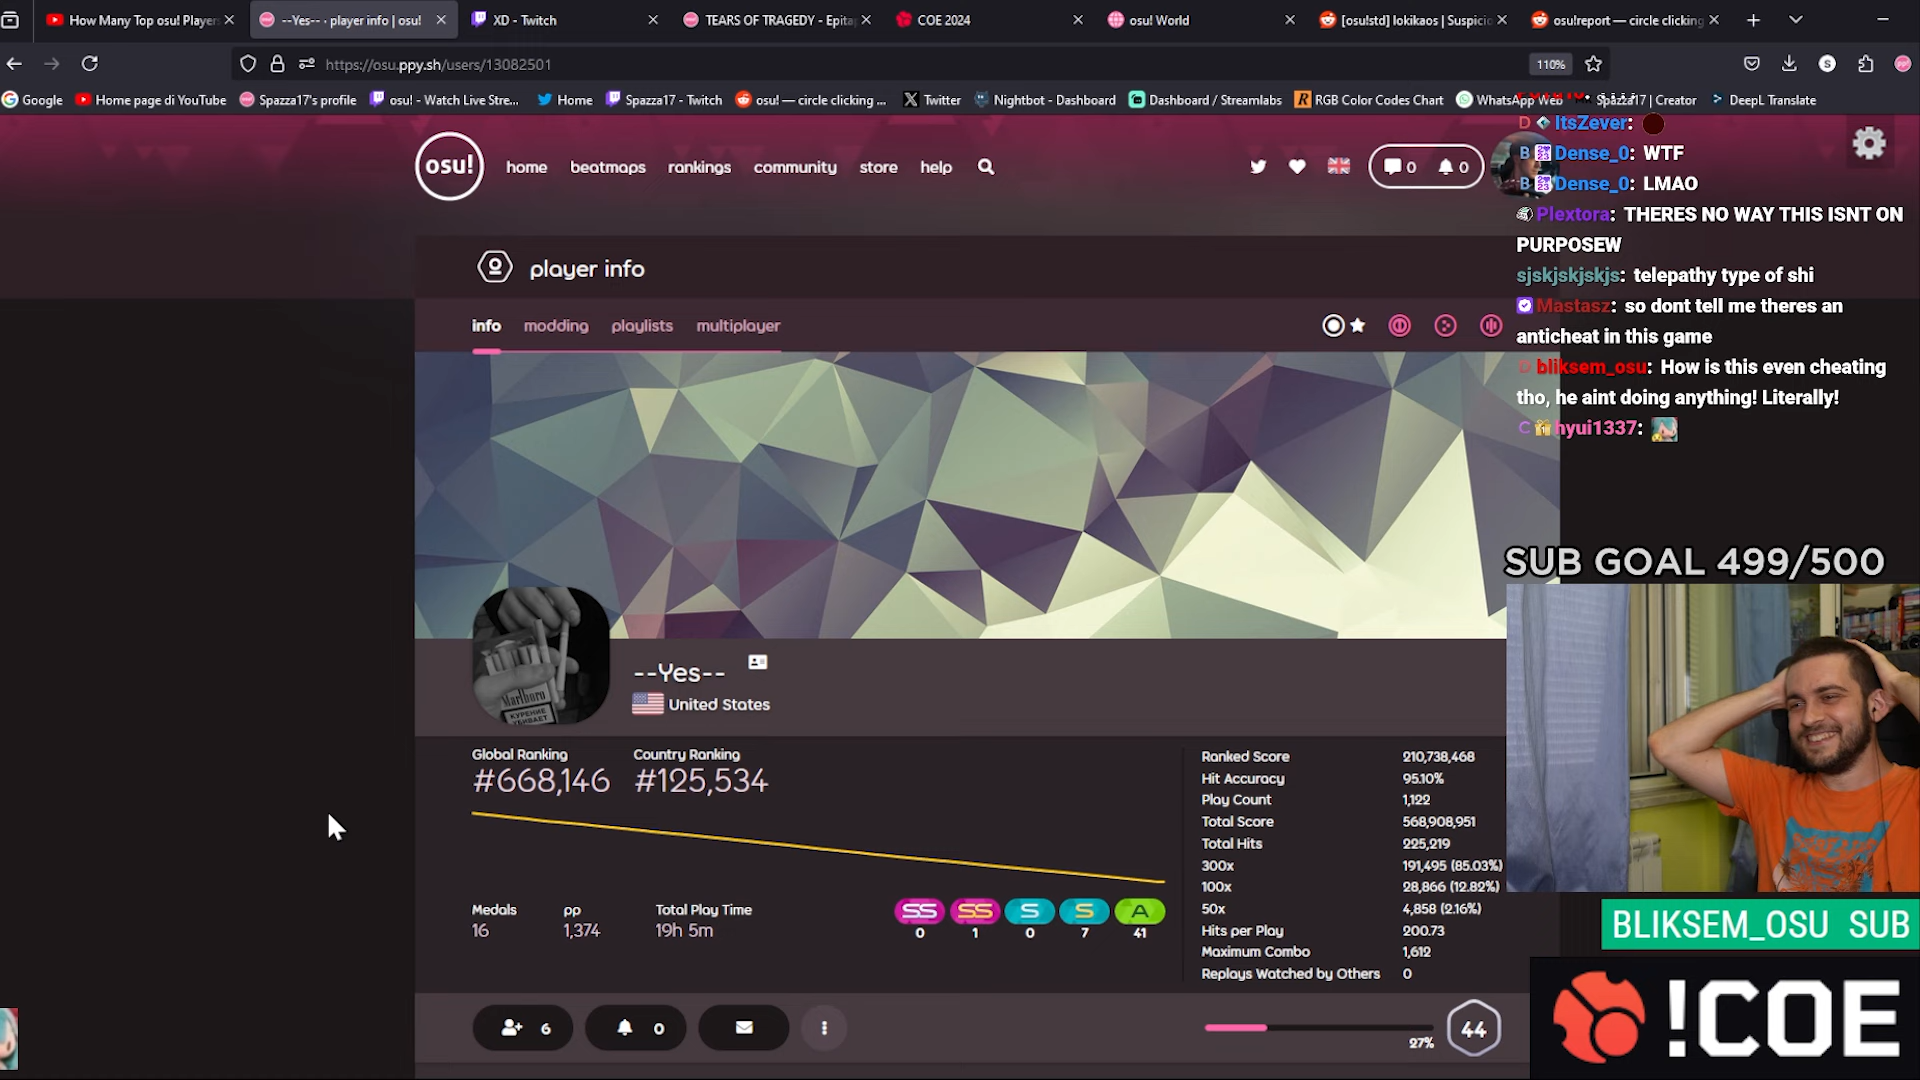 How Many Top osu! Player
--Yes-- · player info | osu!
XD - Twitch
TEARS OF TRAGEDY - Epita
COE 2024
osu! World
[osu!std] lokikaos | Suspicio
osu!report — circle clicking
https://osu.ppy.sh/users/13082501
110%
Google
Home page di YouTube
Spazza17's profile
osu! - Watch Live Stre...
Home
Spazza17 - Twitch
osu! — circle clicking ...
Twitter
Nightbot - Dashboard
Dashboard / Streamlabs
RGB Color Codes Chart
WhatsApp Web
Spazza17 | Creator
DeepL Translate
osu!
home
beatmaps
rankings
community
store
help
0
0
ItsZever:
Dense_0: WTF
Dense_0: LMAO
Plextora: THERES NO WAY THIS ISNT ON
PURPOSEW
sjskjskjskjs: telepathy type of shi
Mastasz: so dont tell me theres an
anticheat in this game
bliksem_osu: How is this even cheating
tho, he aint doing anything! Literally!
hyui1337:
player info
info
modding
playlists
multiplayer
SUB GOAL 499/500
Marlboro
КУРЕНИЕ
УБИВАЕТ
--Yes--
United States
Global Ranking
#668,146
Country Ranking
#125,534
Medals
16
pp
1,374
Total Play Time
19h 5m
SS
0
SS
1
S
0
S
7
A
41
Ranked Score 210,738,468
Hit Accuracy 95.10%
Play Count 1,122
Total Score 568,908,951
Total Hits 225,219
300x 191,495 (85.03%)
100x 28,866 (12.82%)
50x 4,858 (2.16%)
Hits per Play 200.73
Maximum Combo 1,612
Replays Watched by Others 0
6
0
27%
44
BLIKSEM_OSU SUB
!COE